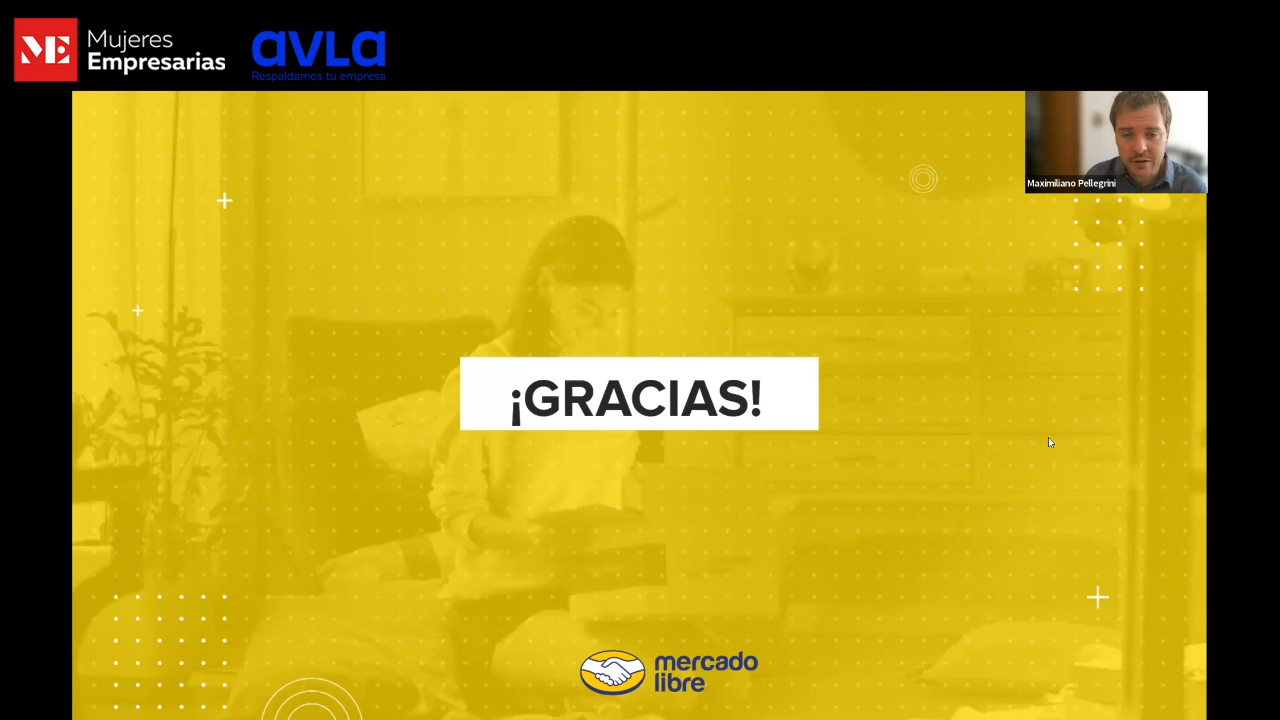 ME
Mujeres
Empresarias
avla
Respaldamos tu empresa
Maximiliano Pellegrini
¡GRACIAS!
mercado
libre